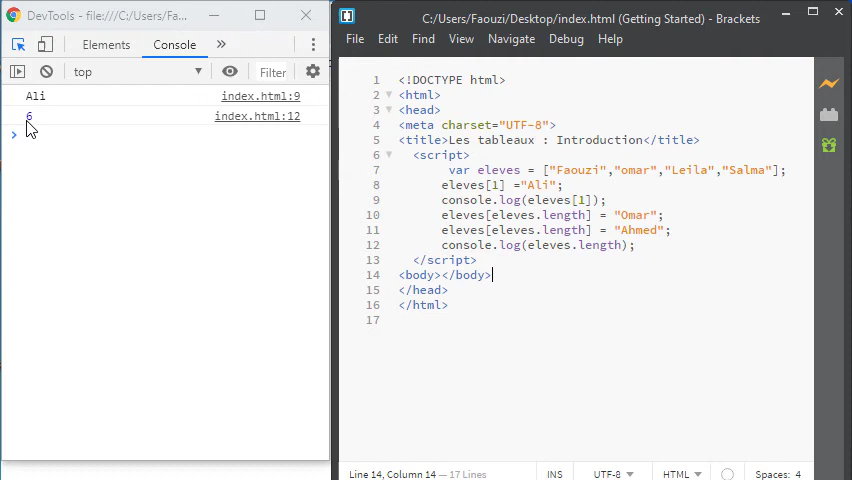 DevTools - file:///C:/Users/Fao...
Elements Console »
top Filter
Ali index.html:9
6 index.html:12
C:/Users/Faouzi/Desktop/index.html (Getting Started) - Brackets
File Edit Find View Navigate Debug Help
1 <!DOCTYPE html>
2 <html>
3 <head>
4 <meta charset="UTF-8">
5 <title>Les tableaux : Introduction</title>
6 <script>
7 var eleves = ["Faouzi","omar","Leila","Salma"];
8 eleves[1] ="Ali";
9 console.log(eleves[1]);
10 eleves[eleves.length] = "Omar";
11 eleves[eleves.length] = "Ahmed";
12 console.log(eleves.length);
13 </script>
14 <body></body>
15 </head>
16 </html>
17
Line 14, Column 14 — 17 Lines INS UTF-8 HTML Spaces: 4